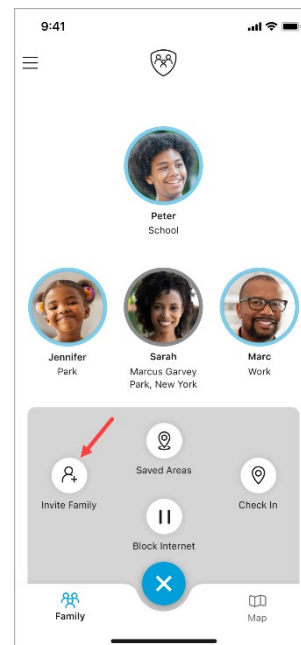 9:41
Peter
School
Jennifer
Park
Sarah
Marcus Garvey
Park, New York
Marc
Work
Saved Areas
Invite Family
Check In
Block Internet
Family
Map